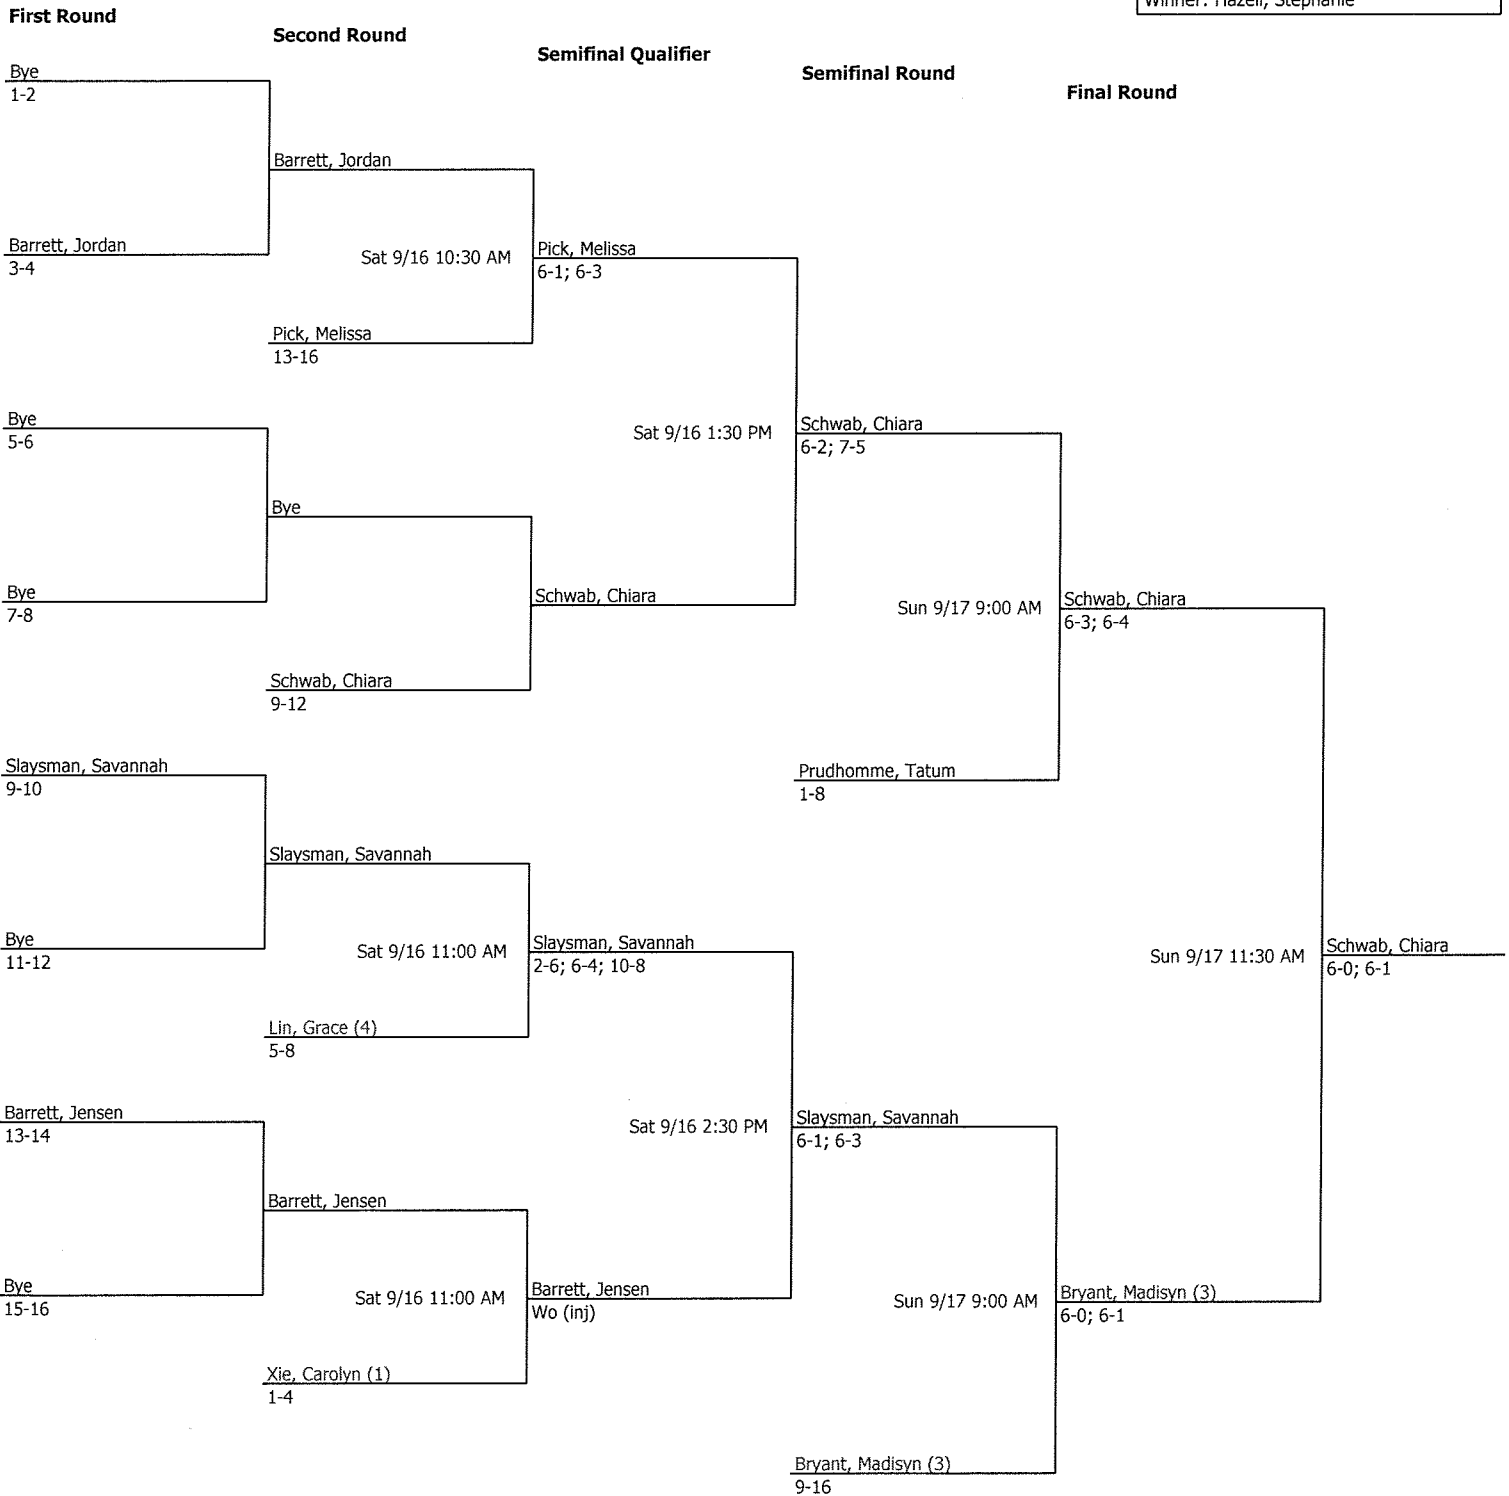 Winner: Hazell, Stephanie
First Round
Second Round
Semifinal Qualifier
Semifinal Round
Final Round
Bye
1-2
Barrett, Jordan
Barrett, Jordan
3-4
Sat 9/16 10:30 AM
Pick, Melissa
6-1; 6-3
Pick, Melissa
13-16
Bye
5-6
Sat 9/16 1:30 PM
Schwab, Chiara
6-2; 7-5
Bye
Bye
7-8
Schwab, Chiara
Sun 9/17 9:00 AM
Schwab, Chiara
6-3; 6-4
Schwab, Chiara
9-12
Slaysman, Savannah
9-10
Prudhomme, Tatum
1-8
Slaysman, Savannah
Bye
11-12
Sat 9/16 11:00 AM
Slaysman, Savannah
2-6; 6-4; 10-8
Sun 9/17 11:30 AM
Schwab, Chiara
6-0; 6-1
Lin, Grace (4)
5-8
Barrett, Jensen
13-14
Sat 9/16 2:30 PM
Slaysman, Savannah
6-1; 6-3
Barrett, Jensen
Bye
15-16
Sat 9/16 11:00 AM
Barrett, Jensen
Wo (inj)
Sun 9/17 9:00 AM
Bryant, Madisyn (3)
6-0; 6-1
Xie, Carolyn (1)
1-4
Bryant, Madisyn (3)
9-16